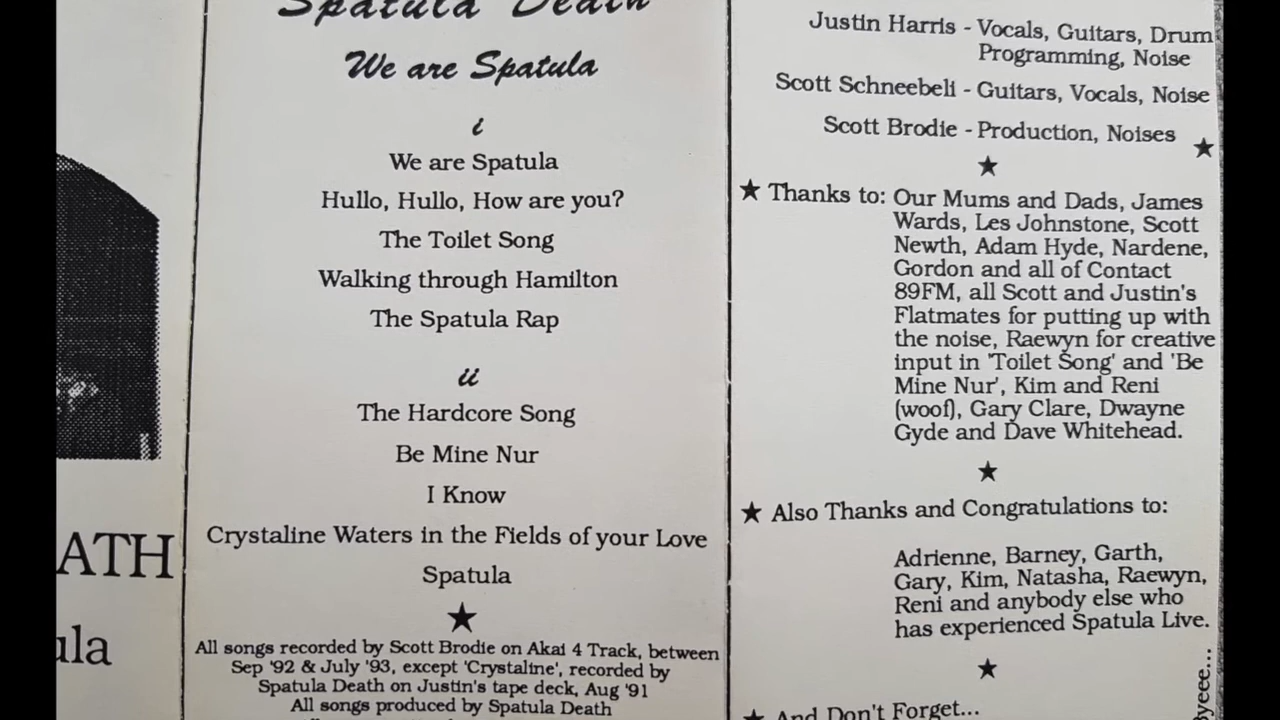 ATH
ula
Spatula Death
We are Spatula
i
We are Spatula
Hullo, Hullo, How are you?
The Toilet Song
Walking through Hamilton
The Spatula Rap
ii
The Hardcore Song
Be Mine Nur
I Know
Crystaline Waters in the Fields of your Love
Spatula
All songs recorded by Scott Brodie on Akai 4 Track, between
Sep '92 & July '93, except 'Crystaline', recorded by
Spatula Death on Justin's tape deck, Aug '91
All songs produced by Spatula Death
Justin Harris - Vocals, Guitars, Drum
Programming, Noise
Scott Schneebeli - Guitars, Vocals, Noise
Scott Brodie - Production, Noises
Thanks to: Our Mums and Dads, James
Wards, Les Johnstone, Scott
Newth, Adam Hyde, Nardene,
Gordon and all of Contact
89FM, all Scott and Justin's
Flatmates for putting up with
the noise, Raewyn for creative
input in 'Toilet Song' and 'Be
Mine Nur', Kim and Reni
(woof), Gary Clare, Dwayne
Gyde and Dave Whitehead.
Also Thanks and Congratulations to:
Adrienne, Barney, Garth,
Gary, Kim, Natasha, Raewyn,
Reni and anybody else who
has experienced Spatula Live.
And Don't Forget...
yeee...